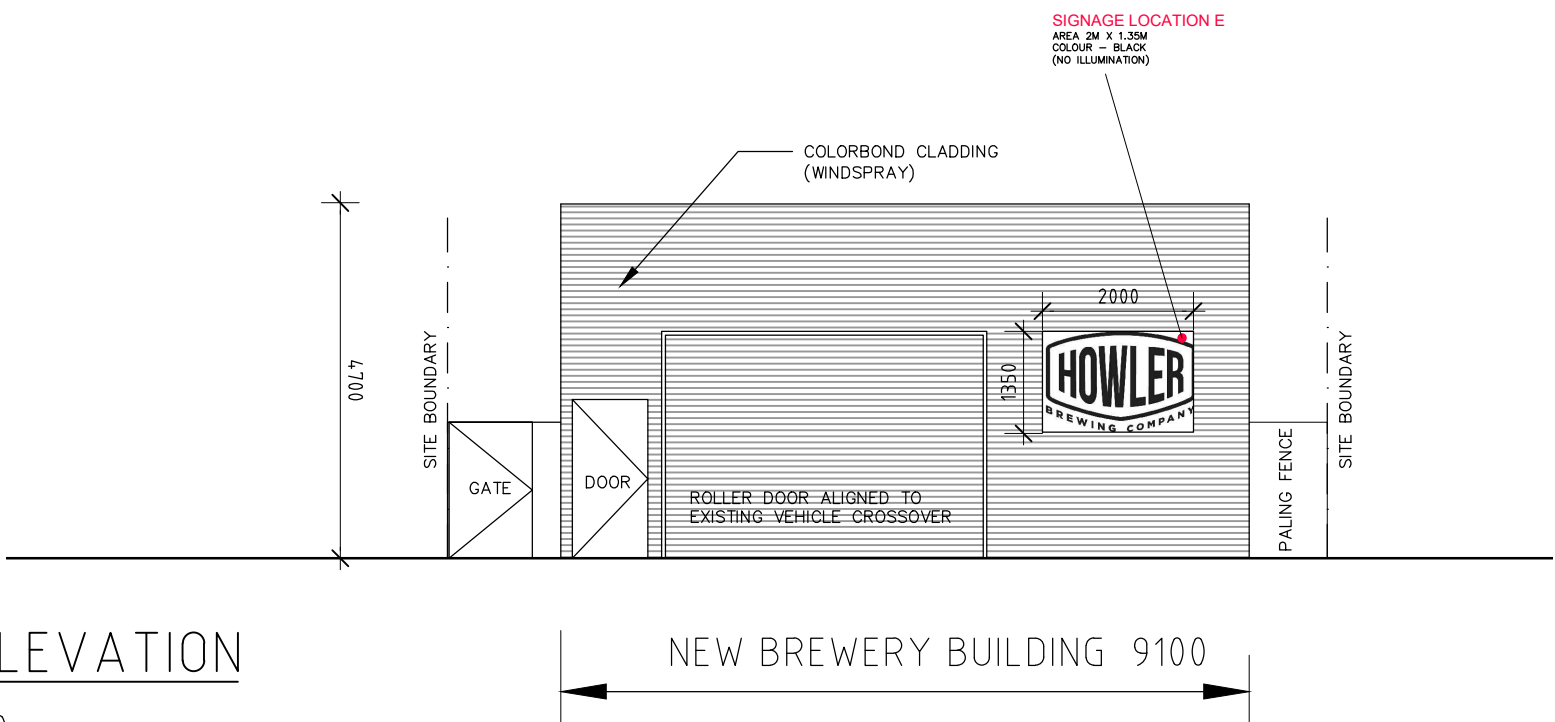 SIGNAGE LOCATION E
AREA 2M X 1.35M
COLOUR – BLACK
(NO ILLUMINATION)
COLORBOND CLADDING
(WINDSPRAY)
4700
SITE BOUNDARY
2000
1350
HOWLER
BREWING COMPANY
SITE BOUNDARY
GATE
DOOR
ROLLER DOOR ALIGNED TO
EXISTING VEHICLE CROSSOVER
PALING FENCE
LEVATION
NEW BREWERY BUILDING 9100